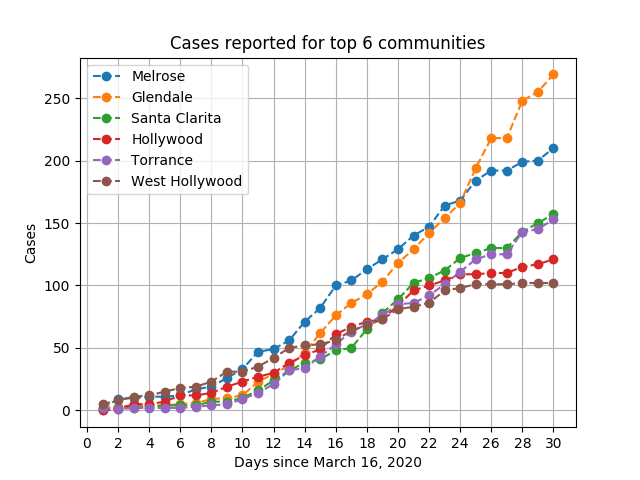 Cases reported for top 6 communities
Melrose
Glendale
Santa Clarita
Hollywood
Torrance
West Hollywood
250
200
150
100
50
0
Cases
0 2 4 6 8 10 12 14 16 18 20 22 24 26 28 30
Days since March 16, 2020